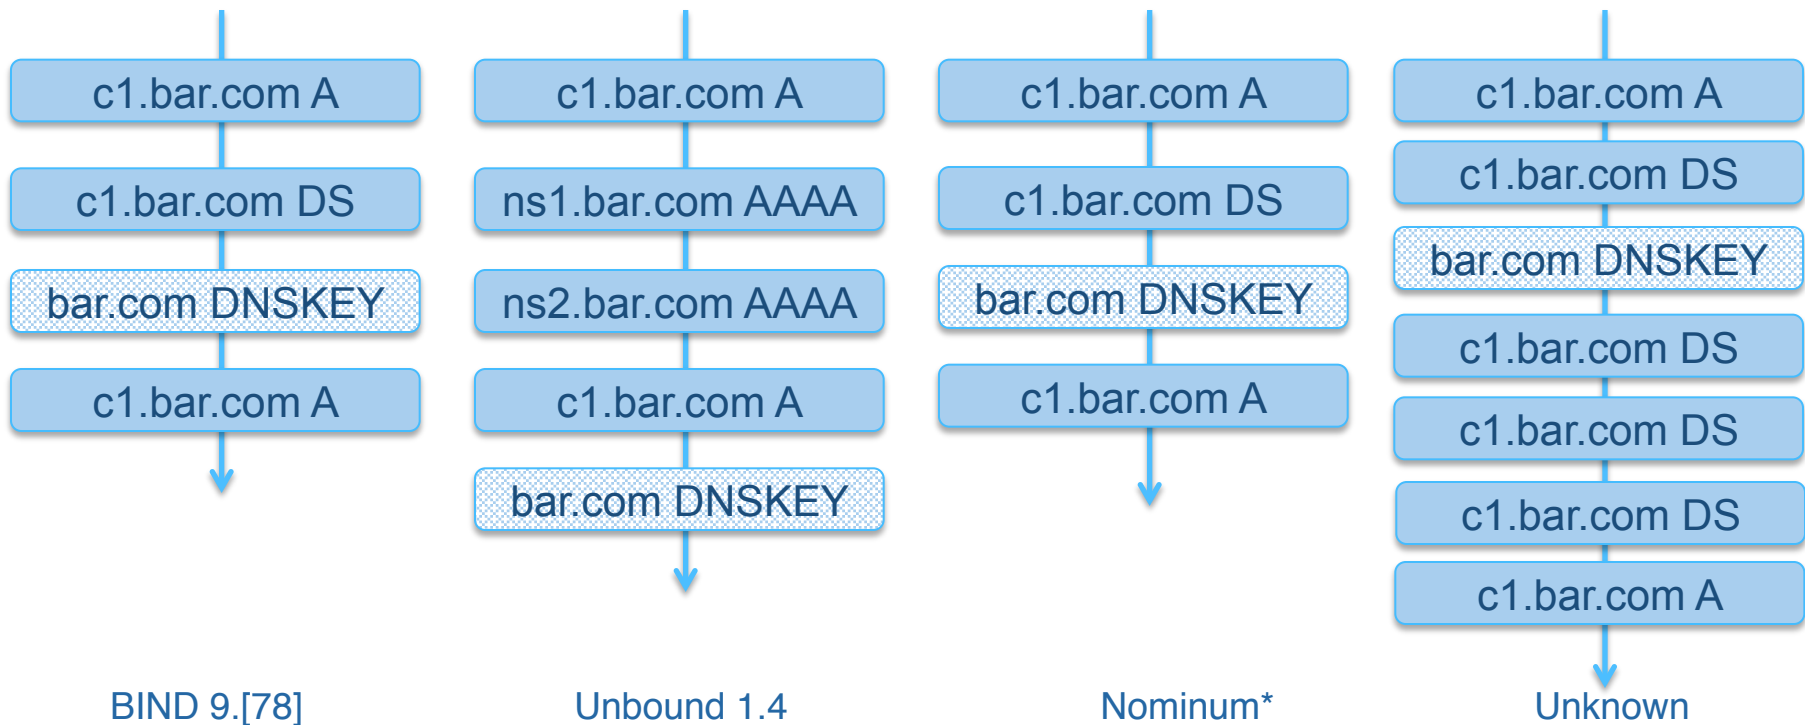 c1.bar.com A
c1.bar.com DS
bar.com DNSKEY
c1.bar.com A
BIND 9.[78]
c1.bar.com A
ns1.bar.com AAAA
ns2.bar.com AAAA
c1.bar.com A
bar.com DNSKEY
Unbound 1.4
c1.bar.com A
c1.bar.com DS
bar.com DNSKEY
c1.bar.com A
Nominum*
c1.bar.com A
c1.bar.com DS
bar.com DNSKEY
c1.bar.com DS
c1.bar.com DS
c1.bar.com DS
c1.bar.com A
Unknown